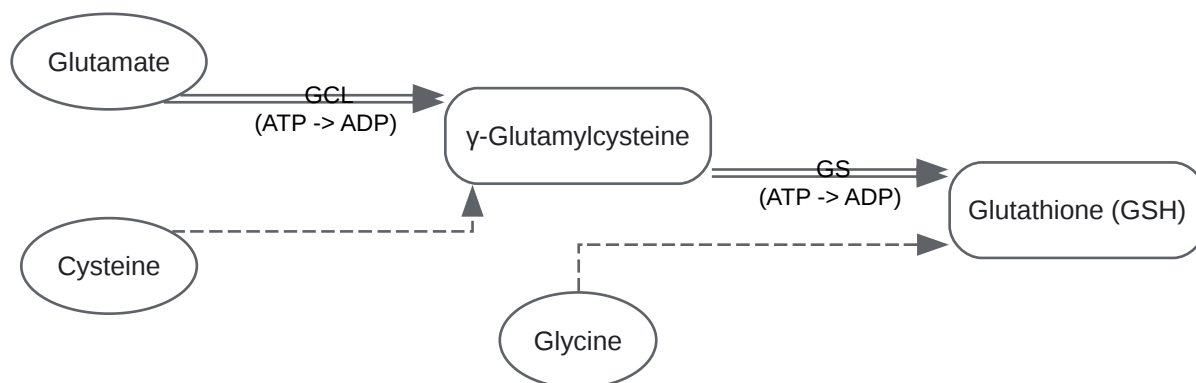 Glutamate
GCL
(ATP -> ADP)
γ-Glutamylcysteine
GS
(ATP -> ADP)
Glutathione (GSH)
Cysteine
Glycine